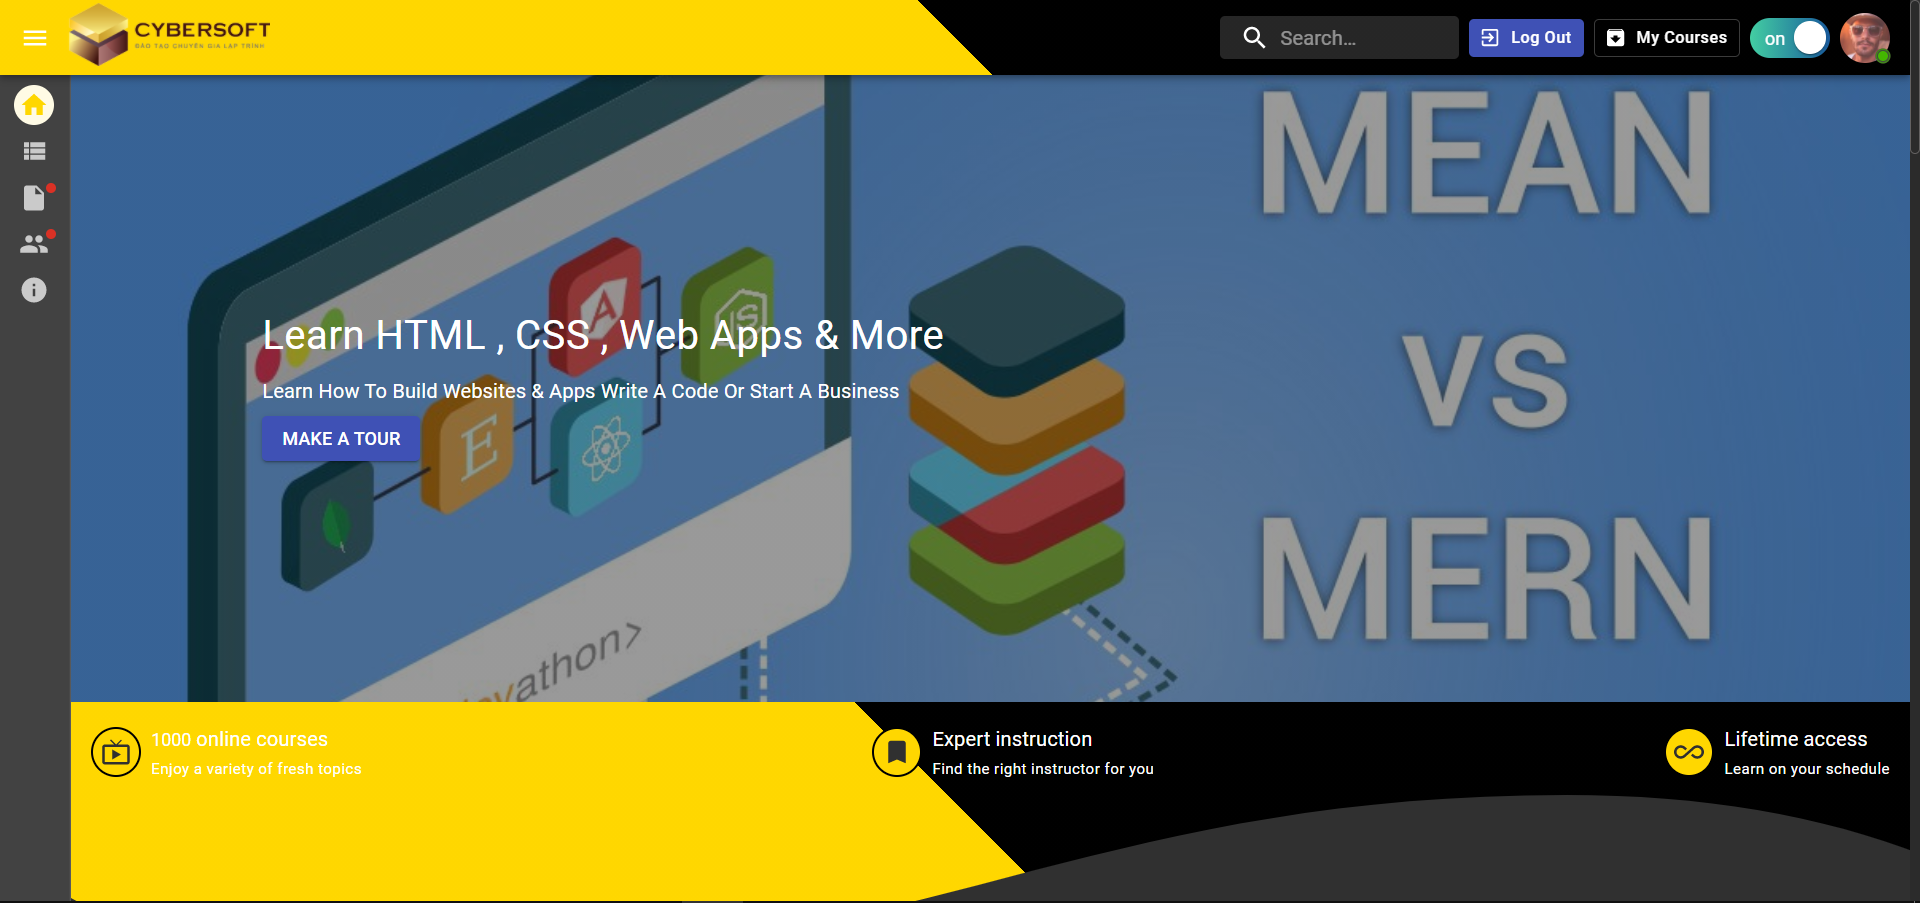 CYBERSOFT
ĐÀO TẠO CHUYÊN GIA LẬP TRÌNH
Search...
Log Out
My Courses
on
MEAN
VS
MERN
A
JS
E
Learn HTML , CSS , Web Apps & More
Learn How To Build Websites & Apps Write A Code Or Start A Business
MAKE A TOUR
athon>
1000 online courses
Enjoy a variety of fresh topics
Expert instruction
Find the right instructor for you
Lifetime access
Learn on your schedule